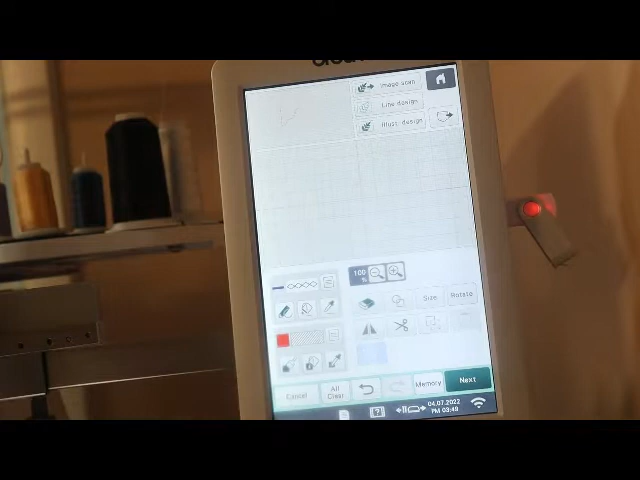 Image scan
Line design
Illust. design
100
%
Size
Rotate
Cancel
All
Clear
Memory
Next
04.07.2022
PM 03:49